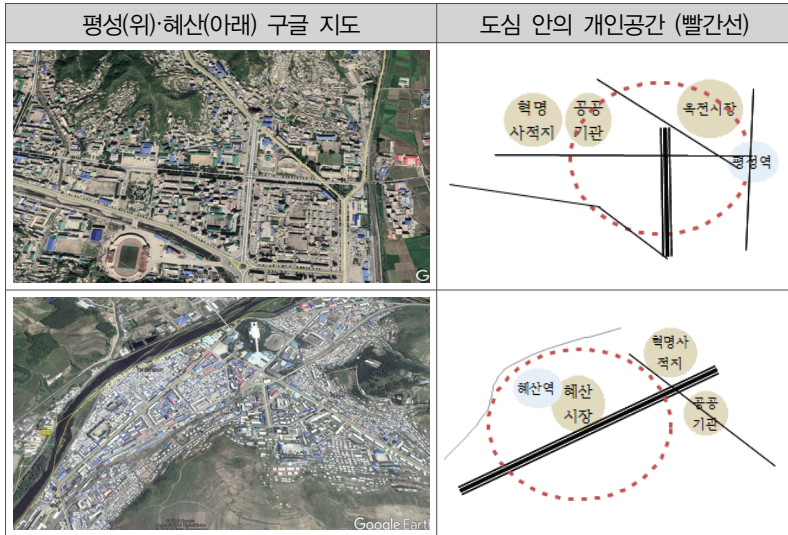 평성(위)·혜산(아래) 구글 지도
도심 안의 개인공간 (빨간선)
혁명
사적지
공공
기관
옥전시장
평성역
G
혁명사
적지
혜산역
혜산
시장
공공
기관
Google Earth